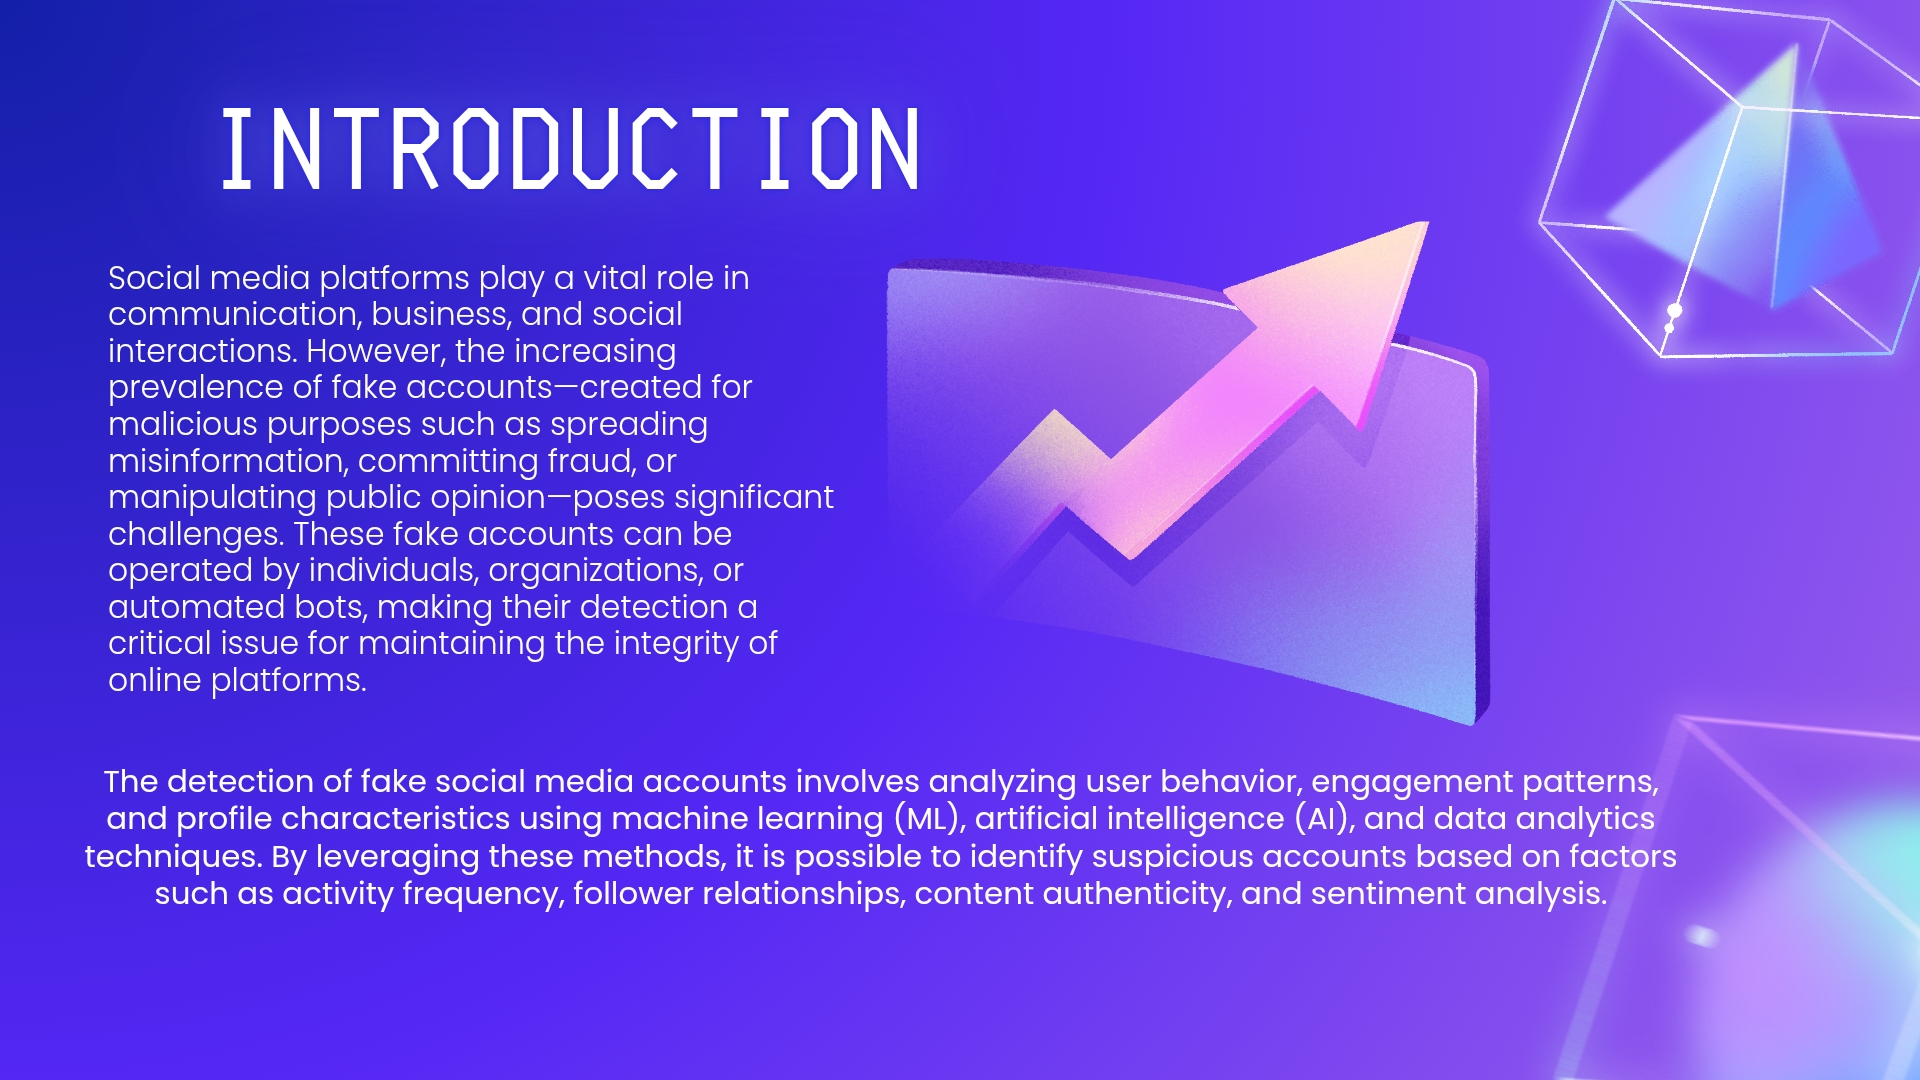 INTRODUCTION
Social media platforms play a vital role in
communication, business, and social
interactions. However, the increasing
prevalence of fake accounts—created for
malicious purposes such as spreading
misinformation, committing fraud, or
manipulating public opinion—poses significant
challenges. These fake accounts can be
operated by individuals, organizations, or
automated bots, making their detection a
critical issue for maintaining the integrity of
online platforms.
The detection of fake social media accounts involves analyzing user behavior, engagement patterns,
and profile characteristics using machine learning (ML), artificial intelligence (AI), and data analytics
techniques. By leveraging these methods, it is possible to identify suspicious accounts based on factors
such as activity frequency, follower relationships, content authenticity, and sentiment analysis.